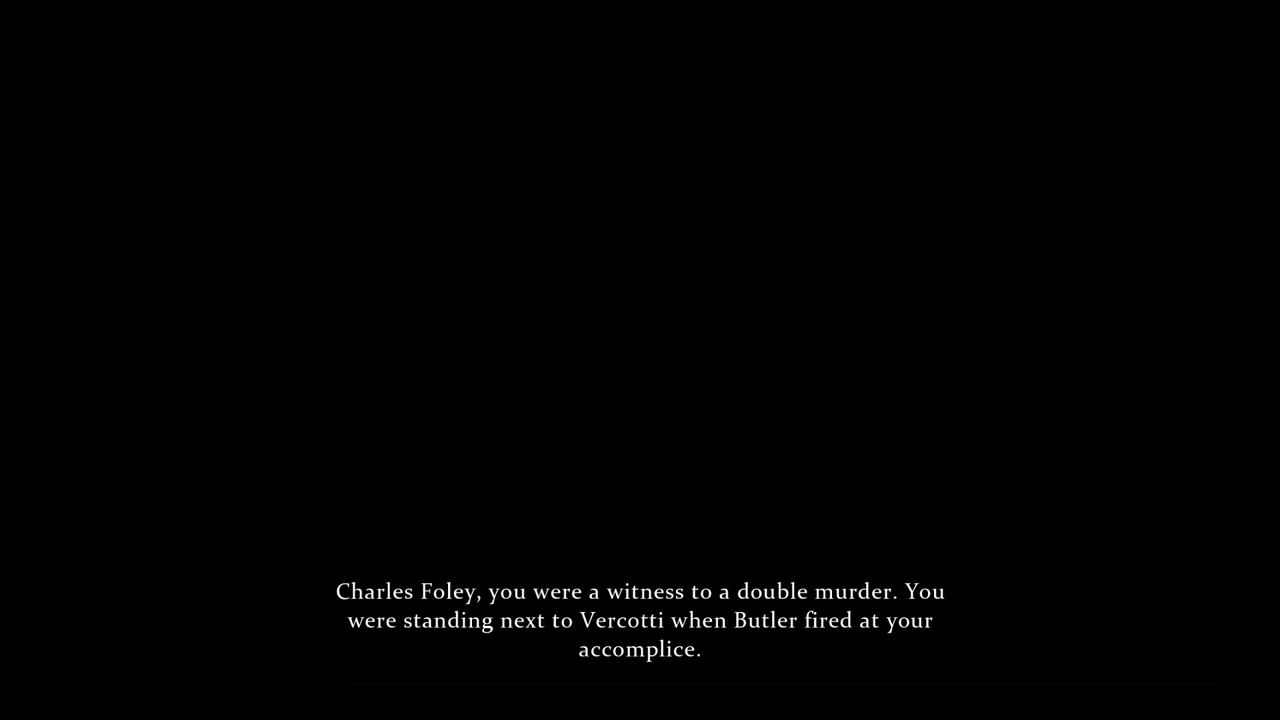 Charles Foley, you were a witness to a double murder. You
were standing next to Vercotti when Butler fired at your
accomplice.